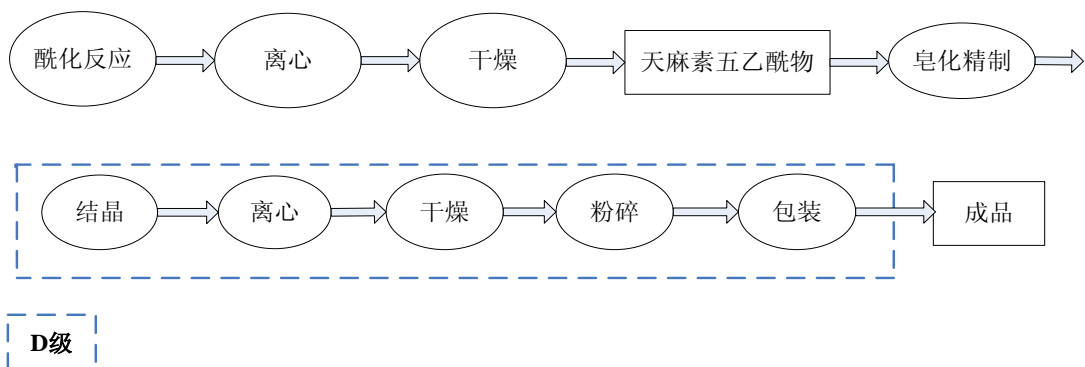 酰化反应 离心 干燥 天麻素五乙酰物 皂化精制
结晶 离心 干燥 粉碎 包装 成品
D级